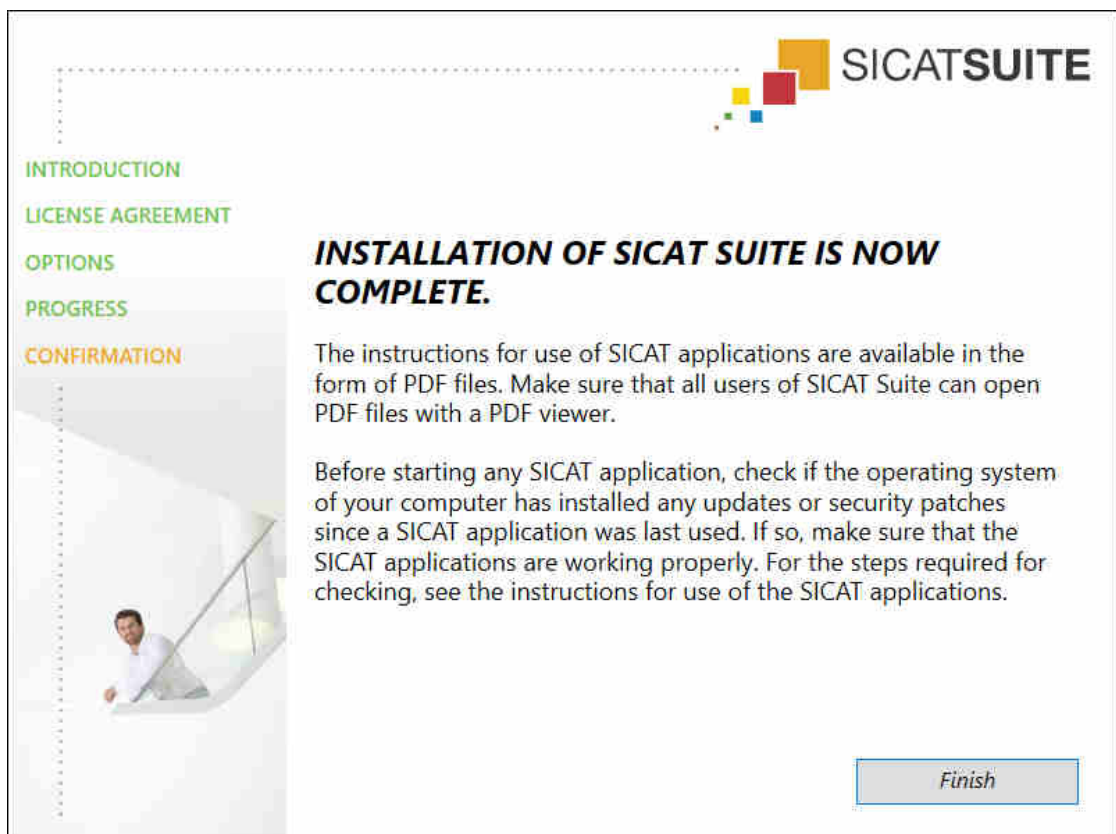 SICATSUITE
INTRODUCTION
LICENSE AGREEMENT
OPTIONS
PROGRESS
CONFIRMATION
INSTALLATION OF SICAT SUITE IS NOW
COMPLETE.
The instructions for use of SICAT applications are available in the
form of PDF files. Make sure that all users of SICAT Suite can open
PDF files with a PDF viewer.
Before starting any SICAT application, check if the operating system
of your computer has installed any updates or security patches
since a SICAT application was last used. If so, make sure that the
SICAT applications are working properly. For the steps required for
checking, see the instructions for use of the SICAT applications.
Finish